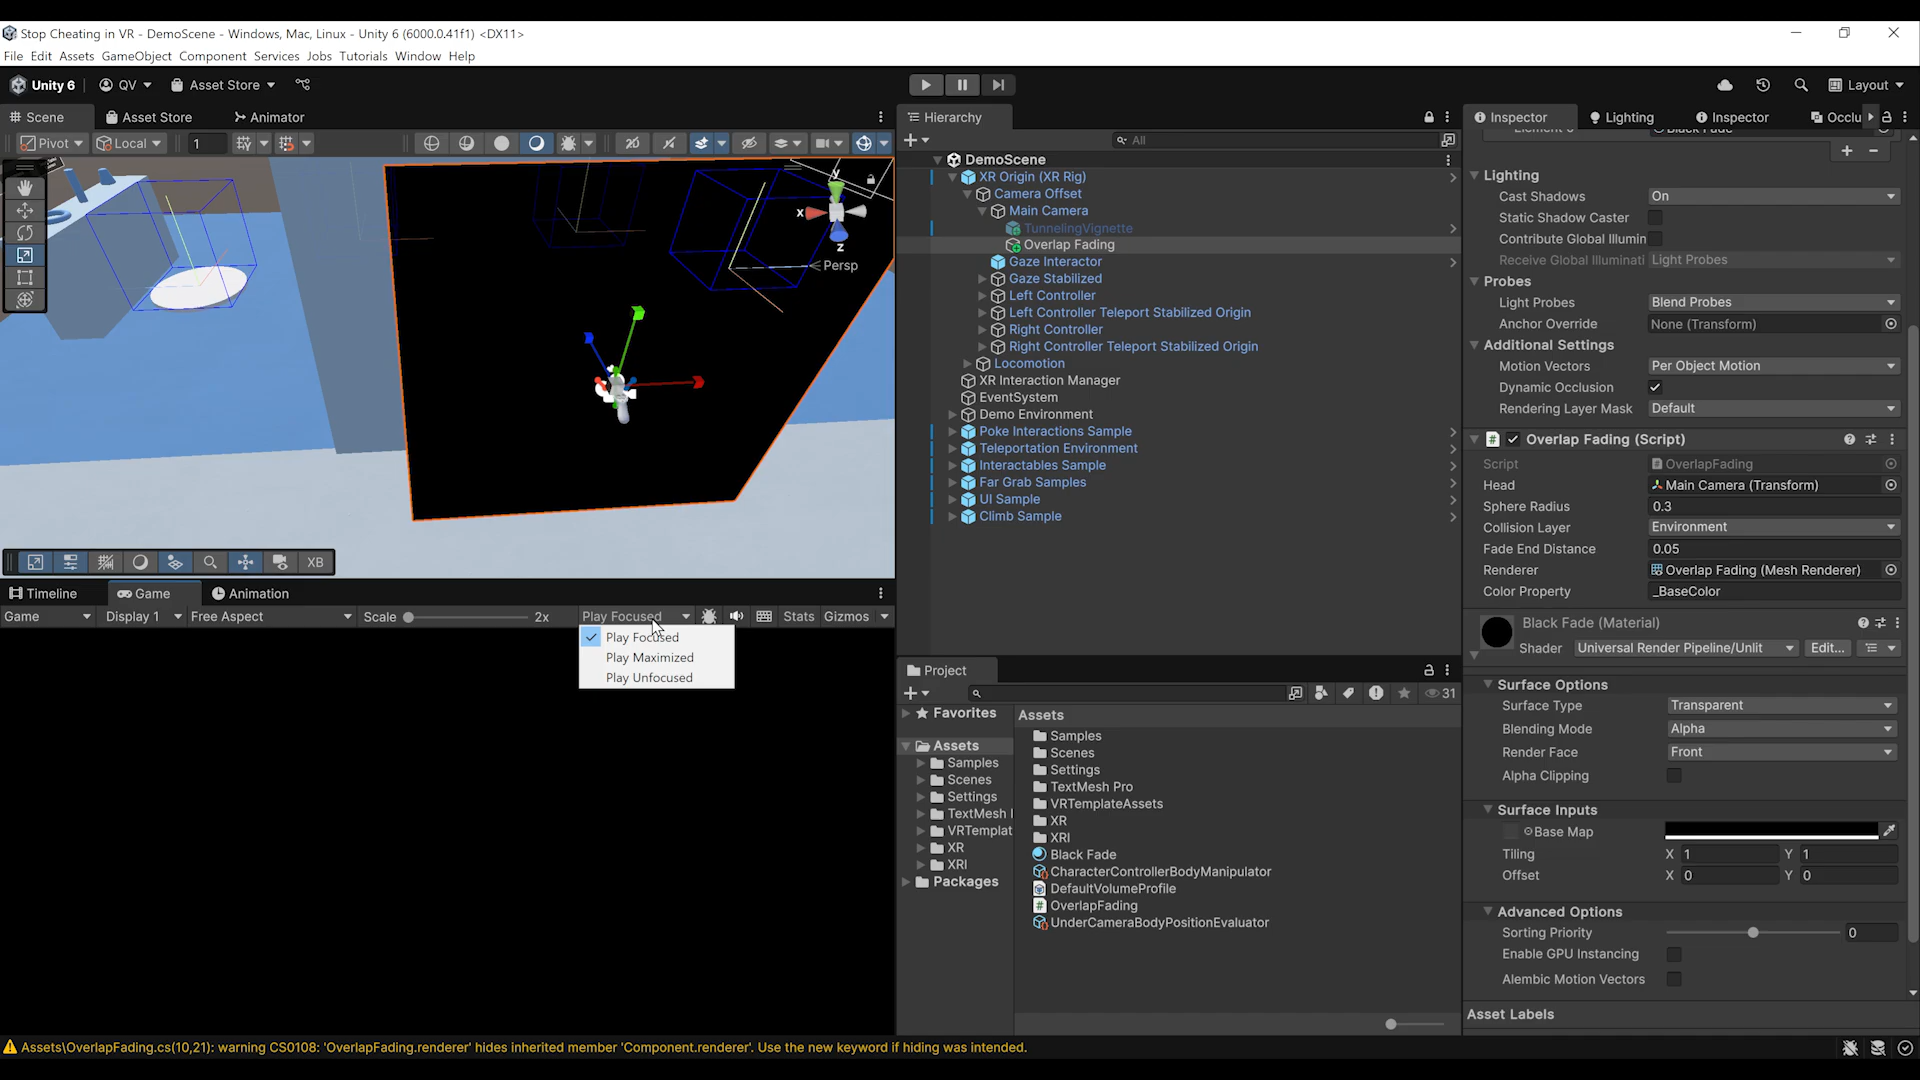 Stop Cheating in VR - DemoScene - Windows, Mac, Linux - Unity 6 (6000.0.41f1) <DX11>
File Edit Assets GameObject Component Services Jobs Tutorials Window Help
Unity 6 QV Asset Store Layout
Scene Asset Store Animator
Pivot Local 1
y
x
z
Persp
XB
Timeline Game Animation
Game Display 1 Free Aspect Scale 2x Play Focused Stats Gizmos
Play Focused
Play Maximized
Play Unfocused
Hierarchy
All
DemoScene
XR Origin (XR Rig)
Camera Offset
Main Camera
TunnelingVignette
Overlap Fading
Gaze Interactor
Gaze Stabilized
Left Controller
Left Controller Teleport Stabilized Origin
Right Controller
Right Controller Teleport Stabilized Origin
Locomotion
XR Interaction Manager
EventSystem
Demo Environment
Poke Interactions Sample
Teleportation Environment
Interactables Sample
Far Grab Samples
UI Sample
Climb Sample
Project
31
Favorites
Assets
Samples
Scenes
Settings
TextMesh
VRTemplat
XR
XRI
Packages
Assets
Samples
Scenes
Settings
TextMesh Pro
VRTemplateAssets
XR
XRI
Black Fade
CharacterControllerBodyManipulator
DefaultVolumeProfile
OverlapFading
UnderCameraBodyPositionEvaluator
Inspector Lighting Inspector Occlu
Lighting
Cast Shadows On
Static Shadow Caster
Contribute Global Illumin
Receive Global Illuminati Light Probes
Probes
Light Probes Blend Probes
Anchor Override None (Transform)
Additional Settings
Motion Vectors Per Object Motion
Dynamic Occlusion
Rendering Layer Mask Default
# Overlap Fading (Script)
Script OverlapFading
Head Main Camera (Transform)
Sphere Radius 0.3
Collision Layer Environment
Fade End Distance 0.05
Renderer Overlap Fading (Mesh Renderer)
Color Property _BaseColor
Black Fade (Material)
Shader Universal Render Pipeline/Unlit Edit...
Surface Options
Surface Type Transparent
Blending Mode Alpha
Render Face Front
Alpha Clipping
Surface Inputs
Base Map
Tiling X 1 Y 1
Offset X 0 Y 0
Advanced Options
Sorting Priority 0
Enable GPU Instancing
Alembic Motion Vectors
Asset Labels
Assets\OverlapFading.cs(10,21): warning CS0108: 'OverlapFading.renderer' hides inherited member 'Component.renderer'. Use the new keyword if hiding was intended.